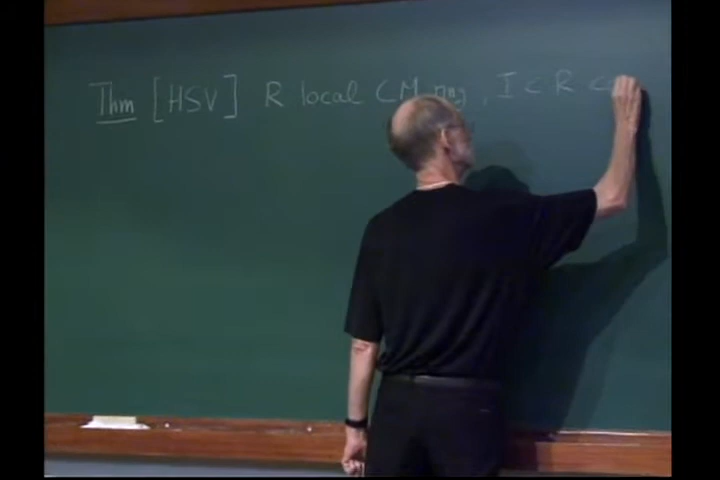 Thm [HSV] R local CM ring, I ⊂ R